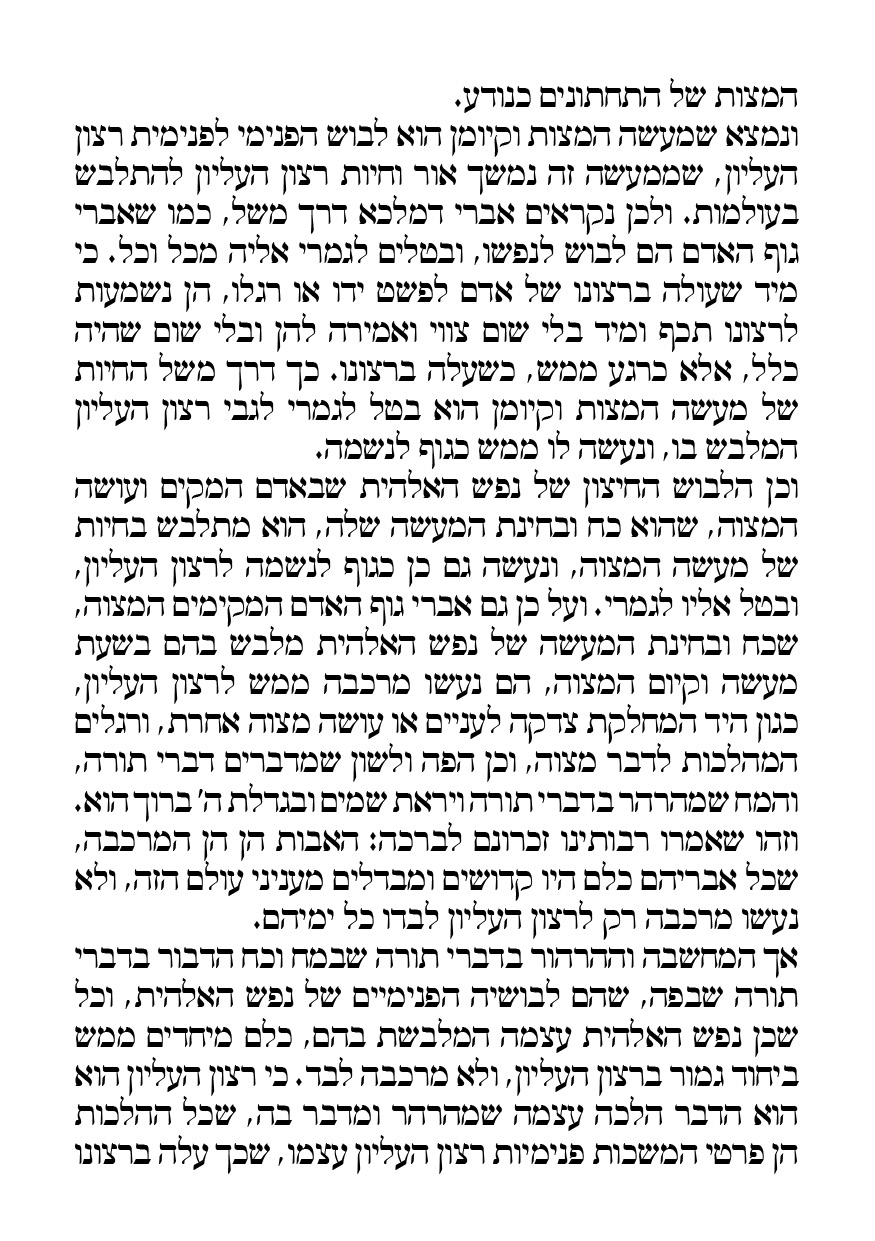 המצות של התחתונים כנודע.
ונמצא שמעשה המצות וקיומן הוא לבוש הפנימי לפנימית רצון
העליון, שממעשה זה נמשך אור וחיות רצון העליון להתלבש
בעולמות. ולכן נקראים אברי דמלכא דרך משל, כמו שאברי
גוף האדם הם לבוש לנפשו, ובטלים לגמרי אליה מכל וכל. כי
מיד שעולה ברצונו של אדם לפשט ידו או רגלו, הן נשמעות
לרצונו תכף ומיד בלי שום צווי ואמירה להן ובלי שום שהיה
כלל, אלא כרגע ממש, כשעלה ברצונו. כך דרך משל החיות
של מעשה המצות וקיומן הוא בטל לגמרי לגבי רצון העליון
המלבש בו, ונעשה לו ממש כגוף לנשמה.
וכן הלבוש החיצון של נפש האלהית שבאדם המקים ועושה
המצוה, שהוא כח ובחינת המעשה שלה, הוא מתלבש בחיות
של מעשה המצוה, ונעשה גם כן כגוף לנשמה לרצון העליון,
ובטל אליו לגמרי. ועל כן גם אברי גוף האדם המקימים המצוה,
שכח ובחינת המעשה של נפש האלהית מלבש בהם בשעת
מעשה וקיום המצוה, הם נעשו מרכבה ממש לרצון העליון,
כגון היד המחלקת צדקה לעניים או עושה מצוה אחרת, ורגלים
המהלכות לדבר מצוה, וכן הפה ולשון שמדברים דברי תורה,
והמח שמהרהר בדברי תורה ויראת שמים ובגדלת ה' ברוך הוא.
וזהו שאמרו רבותינו זכרונם לברכה: האבות הן הן המרכבה,
שכל אבריהם כלם היו קדושים ומבדלים מעניני עולם הזה, ולא
נעשו מרכבה רק לרצון העליון לבדו כל ימיהם.
אך המחשבה וההרהור בדברי תורה שבמח וכח הדבור בדברי
תורה שבפה, שהם לבושיה הפנימיים של נפש האלהית, וכל
שכן נפש האלהית עצמה המלבשת בהם, כלם מיחדים ממש
ביחוד גמור ברצון העליון, ולא מרכבה לבד. כי רצון העליון הוא
הוא הדבר הלכה עצמה שמהרהר ומדבר בה, שכל ההלכות
הן פרטי המשכות פנימיות רצון העליון עצמו, שכך עלה ברצונו